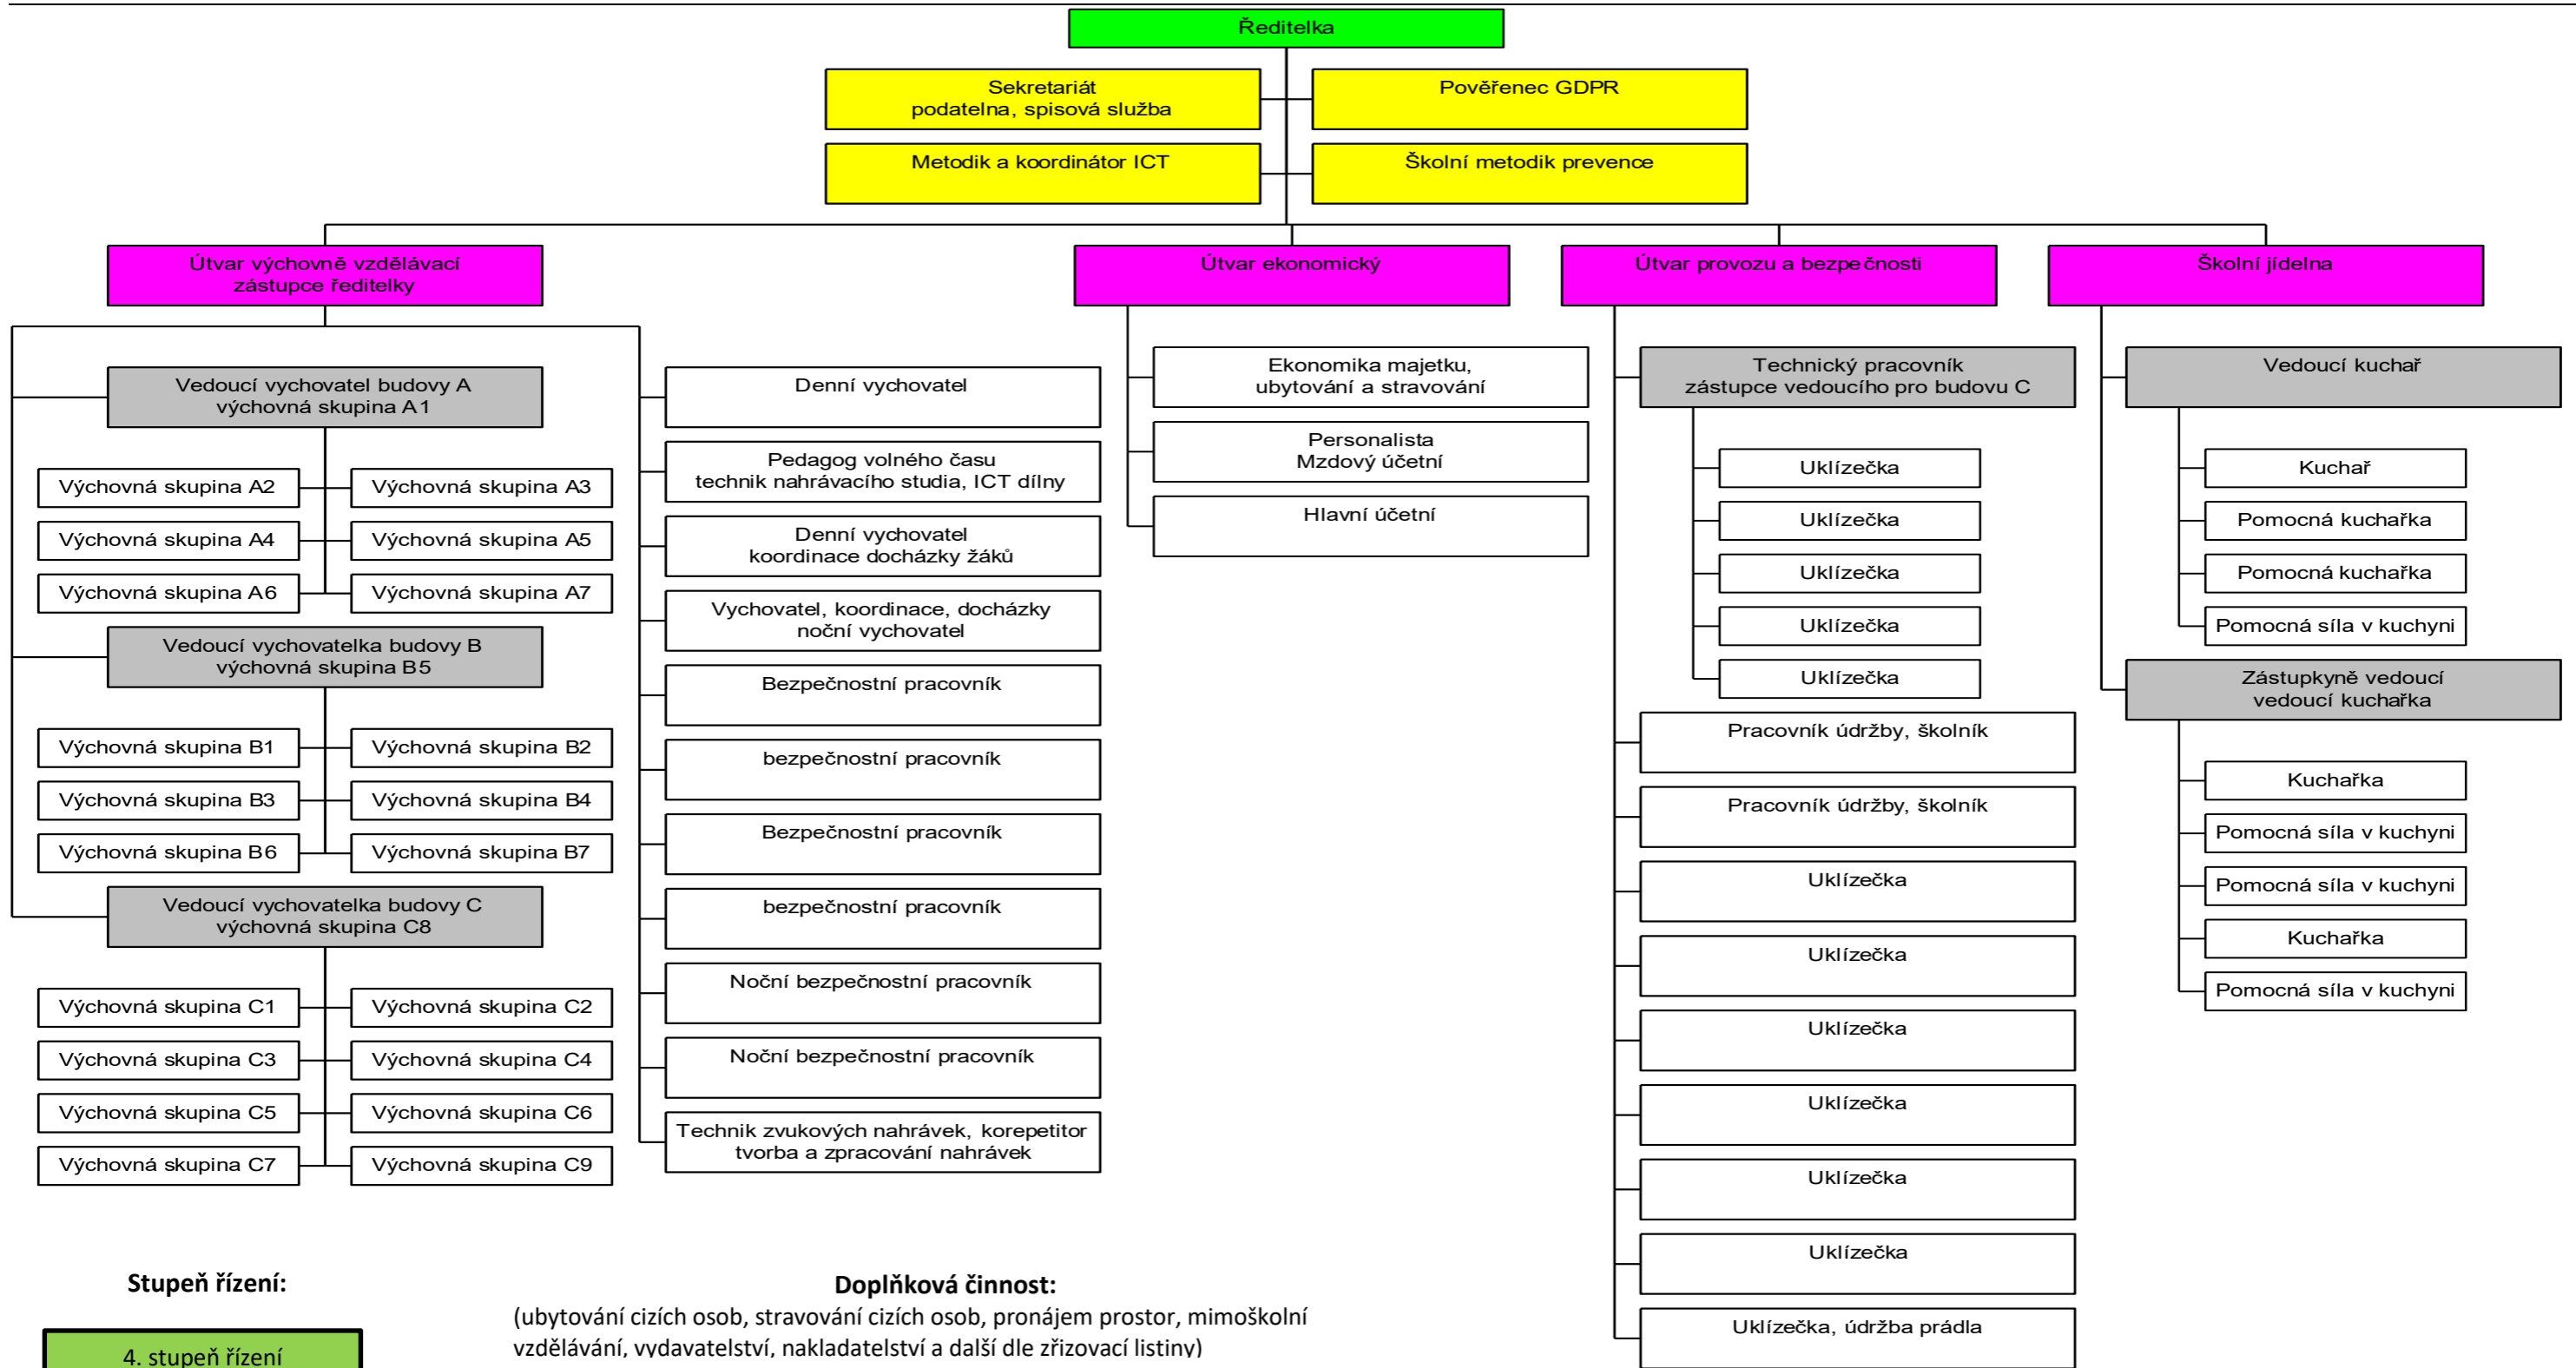 Ředitelka
Sekretariát
podatelna, spisová služba
Pověřenec GDPR
Metodik a koordinátor ICT
Školní metodik prevence
Útvar výchovně vzdělávací
zástupce ředitelky
Vedoucí vychovatel budovy A
výchovná skupina A1
Výchovná skupina A2
Výchovná skupina A3
Výchovná skupina A4
Výchovná skupina A5
Výchovná skupina A6
Výchovná skupina A7
Vedoucí vychovatelka budovy B
výchovná skupina B5
Výchovná skupina B1
Výchovná skupina B2
Výchovná skupina B3
Výchovná skupina B4
Výchovná skupina B6
Výchovná skupina B7
Vedoucí vychovatelka budovy C
výchovná skupina C8
Výchovná skupina C1
Výchovná skupina C2
Výchovná skupina C3
Výchovná skupina C4
Výchovná skupina C5
Výchovná skupina C6
Výchovná skupina C7
Výchovná skupina C9
Denní vychovatel
Pedagog volného času
technik nahrávacího studia, ICT dílny
Denní vychovatel
koordinace docházky žáků
Vychovatel, koordinace, docházky
noční vychovatel
Bezpečnostní pracovník
bezpečnostní pracovník
Bezpečnostní pracovník
bezpečnostní pracovník
Noční bezpečnostní pracovník
Noční bezpečnostní pracovník
Technik zvukových nahrávek, korepetitor
tvorba a zpracování nahrávek
Útvar ekonomický
Ekonomika majetku,
ubytování a stravování
Personalista
Mzdový účetní
Hlavní účetní
Útvar provozu a bezpečnosti
Technický pracovník
zástupce vedoucího pro budovu C
Uklízečka
Uklízečka
Uklízečka
Uklízečka
Uklízečka
Pracovník údržby, školník
Pracovník údržby, školník
Uklízečka
Uklízečka
Uklízečka
Uklízečka
Uklízečka
Uklízečka
Uklízečka, údržba prádla
Školní jídelna
Vedoucí kuchař
Kuchař
Pomocná kuchařka
Pomocná kuchařka
Pomocná síla v kuchyni
Zástupkyně vedoucí
vedoucí kuchařka
Kuchařka
Pomocná síla v kuchyni
Pomocná síla v kuchyni
Kuchařka
Pomocná síla v kuchyni
Stupeň řízení:
4. stupeň řízení
Doplňková činnost:
(ubytování cizích osob, stravování cizích osob, pronájem prostor, mimoškolní
vzdělávání, vydavatelství, nakladatelství a další dle zřizovací listiny)